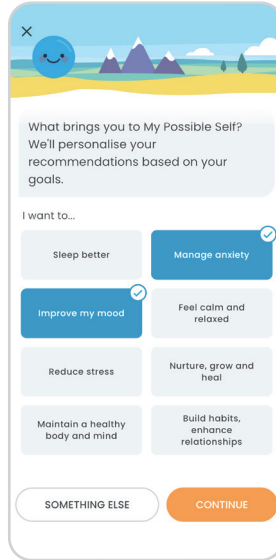 What brings you to My Possible Self?
We'll personalise your
recommendations based on your
goals.
I want to...
Sleep better
Manage anxiety
Improve my mood
Feel calm and
relaxed
Reduce stress
Nurture, grow and
heal
Maintain a healthy
body and mind
Build habits,
enhance
relationships
SOMETHING ELSE
CONTINUE